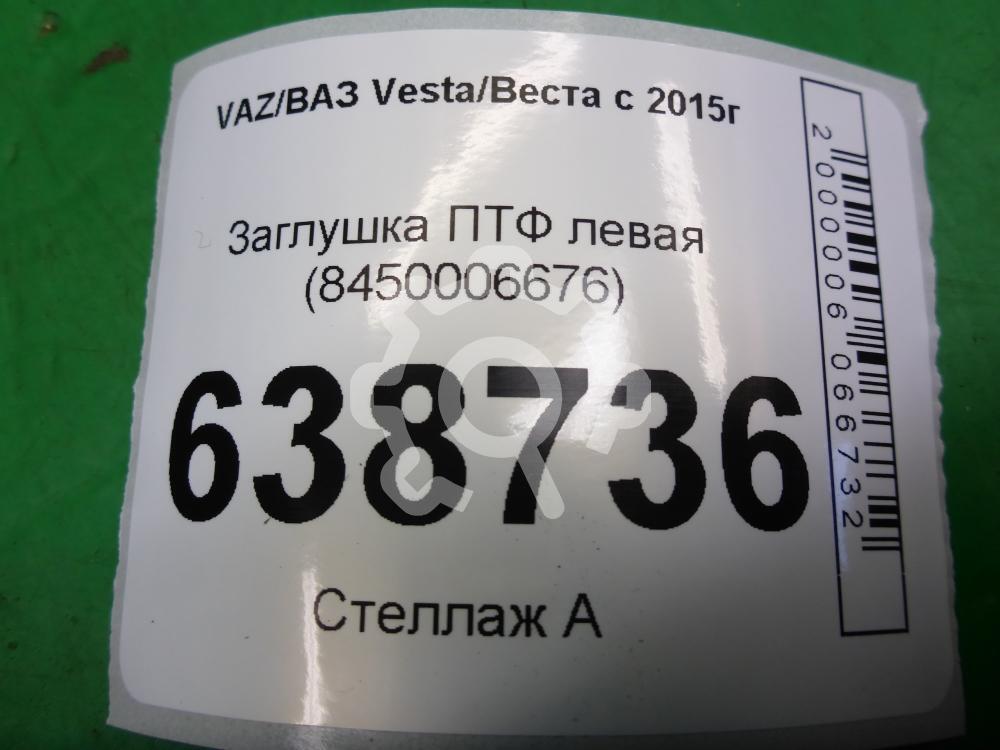 VAZ/ВАЗ Vesta/Веста с 2015г
Заглушка ПТФ левая
(8450006676)
638736
Стеллаж А
2000006066732